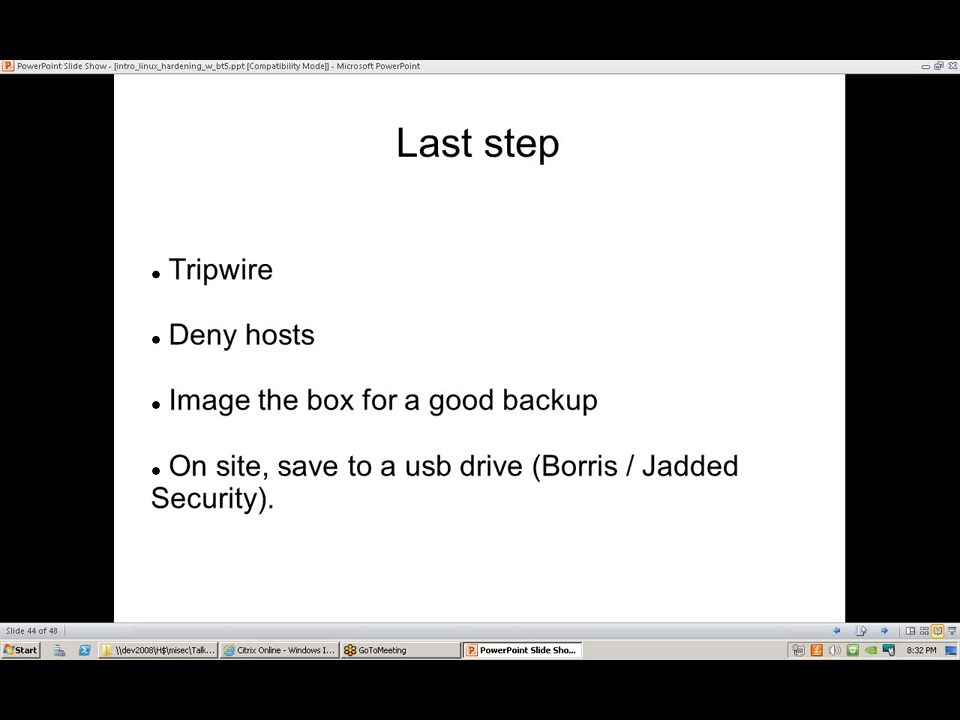 PowerPoint Slide Show - [intro_linux_hardening_w_bt5.ppt [Compatibility Mode]] - Microsoft PowerPoint
Last step
• Tripwire
• Deny hosts
• Image the box for a good backup
• On site, save to a usb drive (Borris / Jadded
Security).
Slide 44 of 48
Start
\\dev2008\H$\misec\Talk...
Citrix Online - Windows I...
GoToMeeting
PowerPoint Slide Sho...
8:32 PM